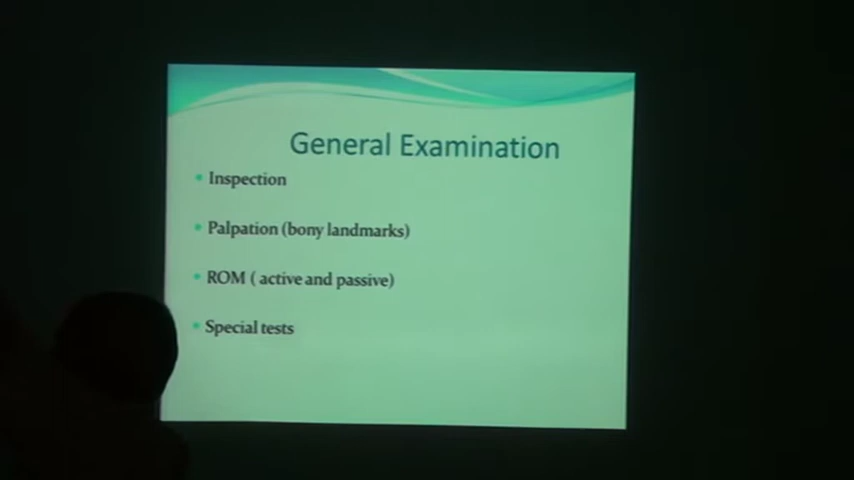 General Examination
• Inspection
• Palpation (bony landmarks)
• ROM ( active and passive)
• Special tests